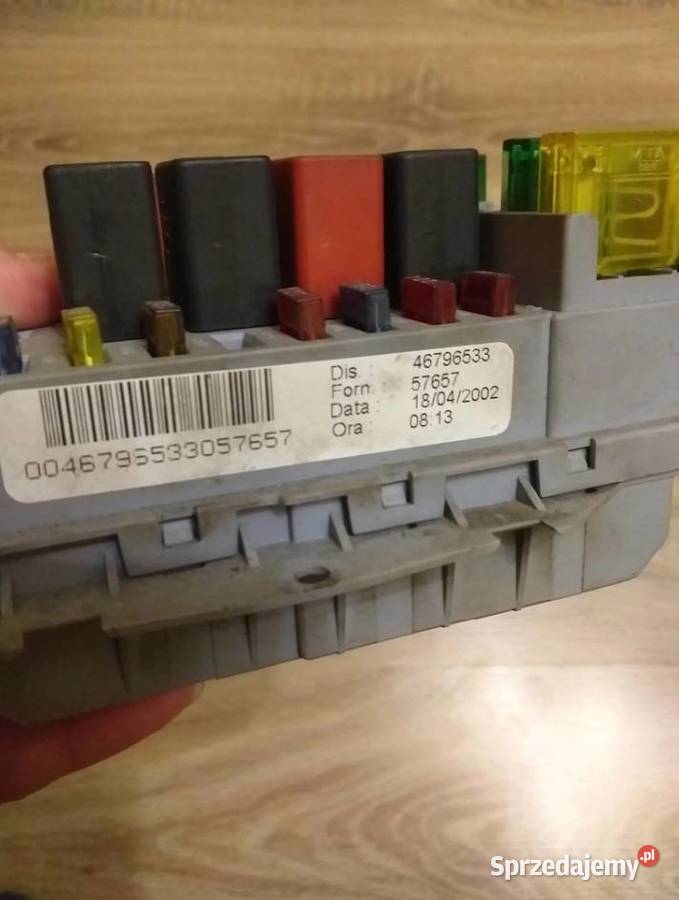 Dis. : 46796533
Forn. : 57657
Data : 18/04/2002
Ora : 08:13
0046796533057657
Sprzedajemy.pl